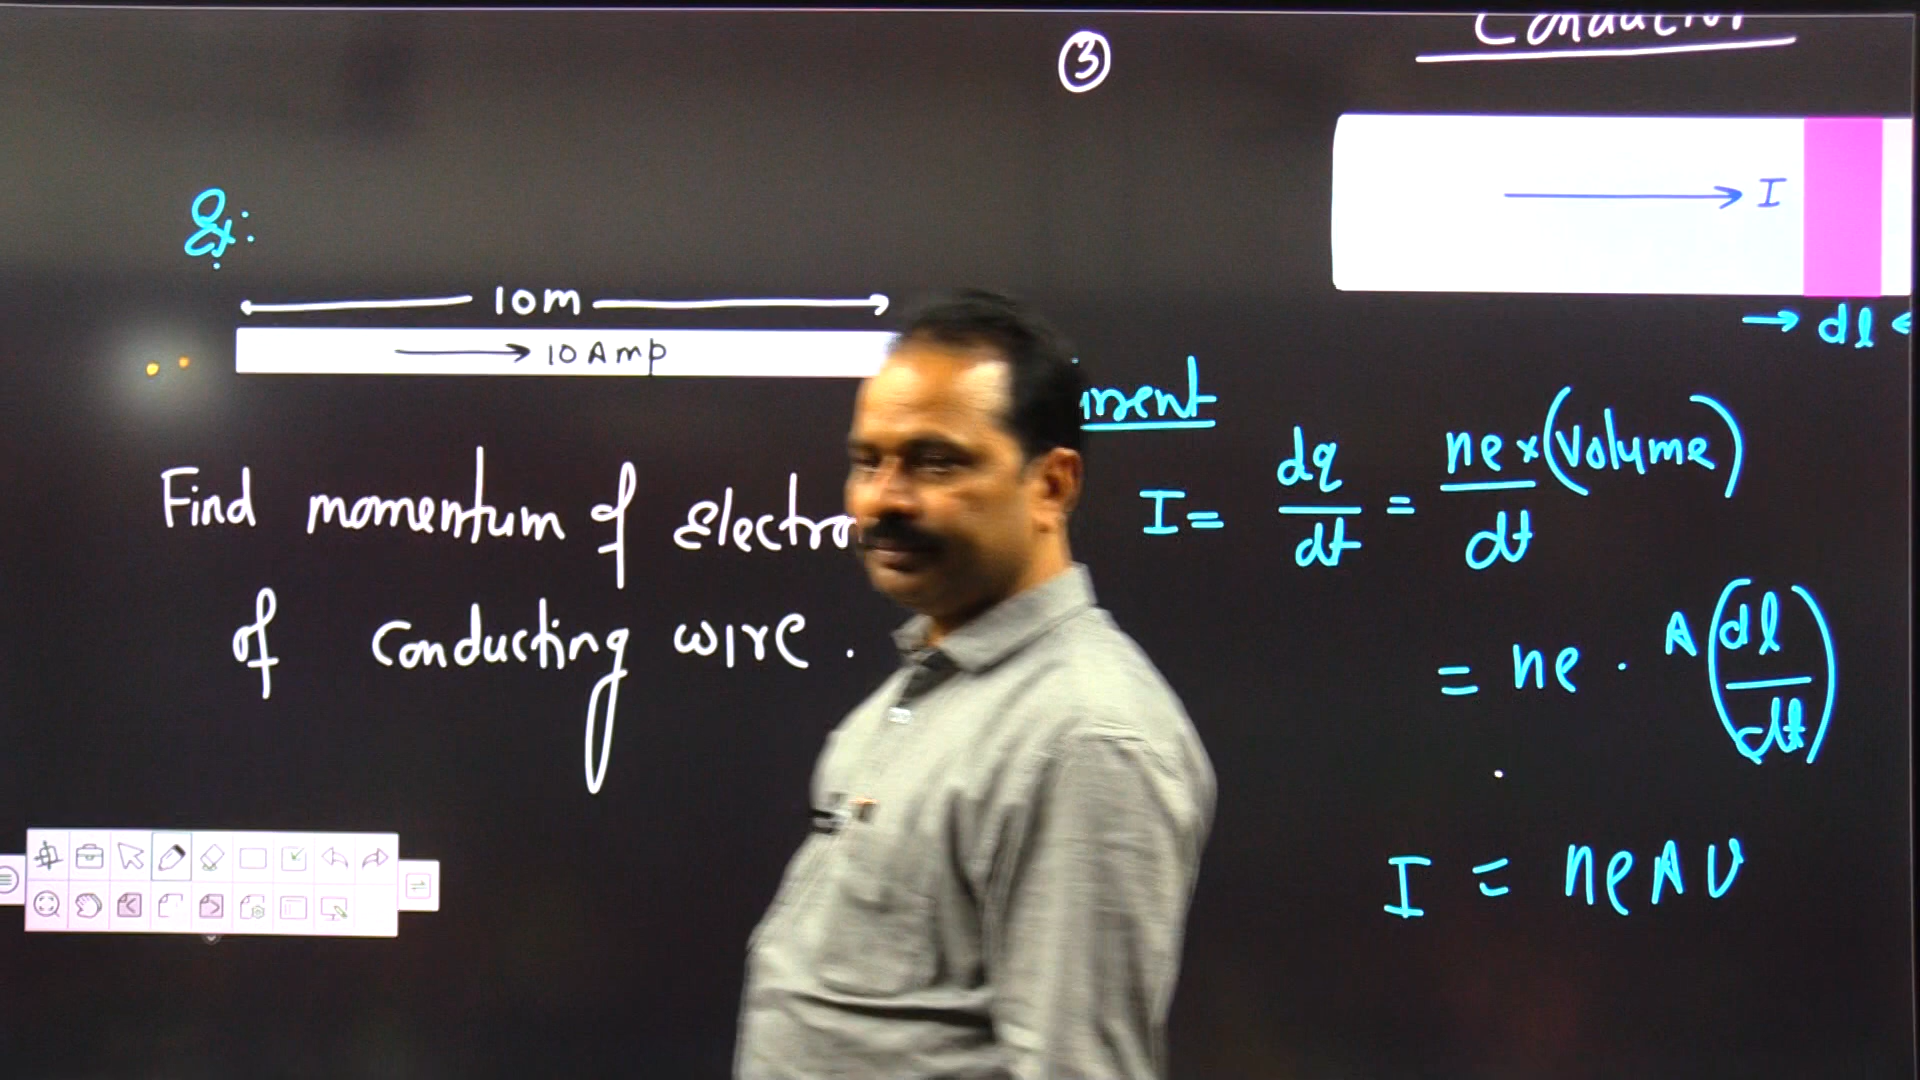 ③
Conductor
Ex:
10m
→ 10 Amp
Find momentum of
of conducting wire.
→ I
→ dl ←
I = dq/dt = ne×(Volume)/dt
= ne · A (dl/dt)
I = neAv